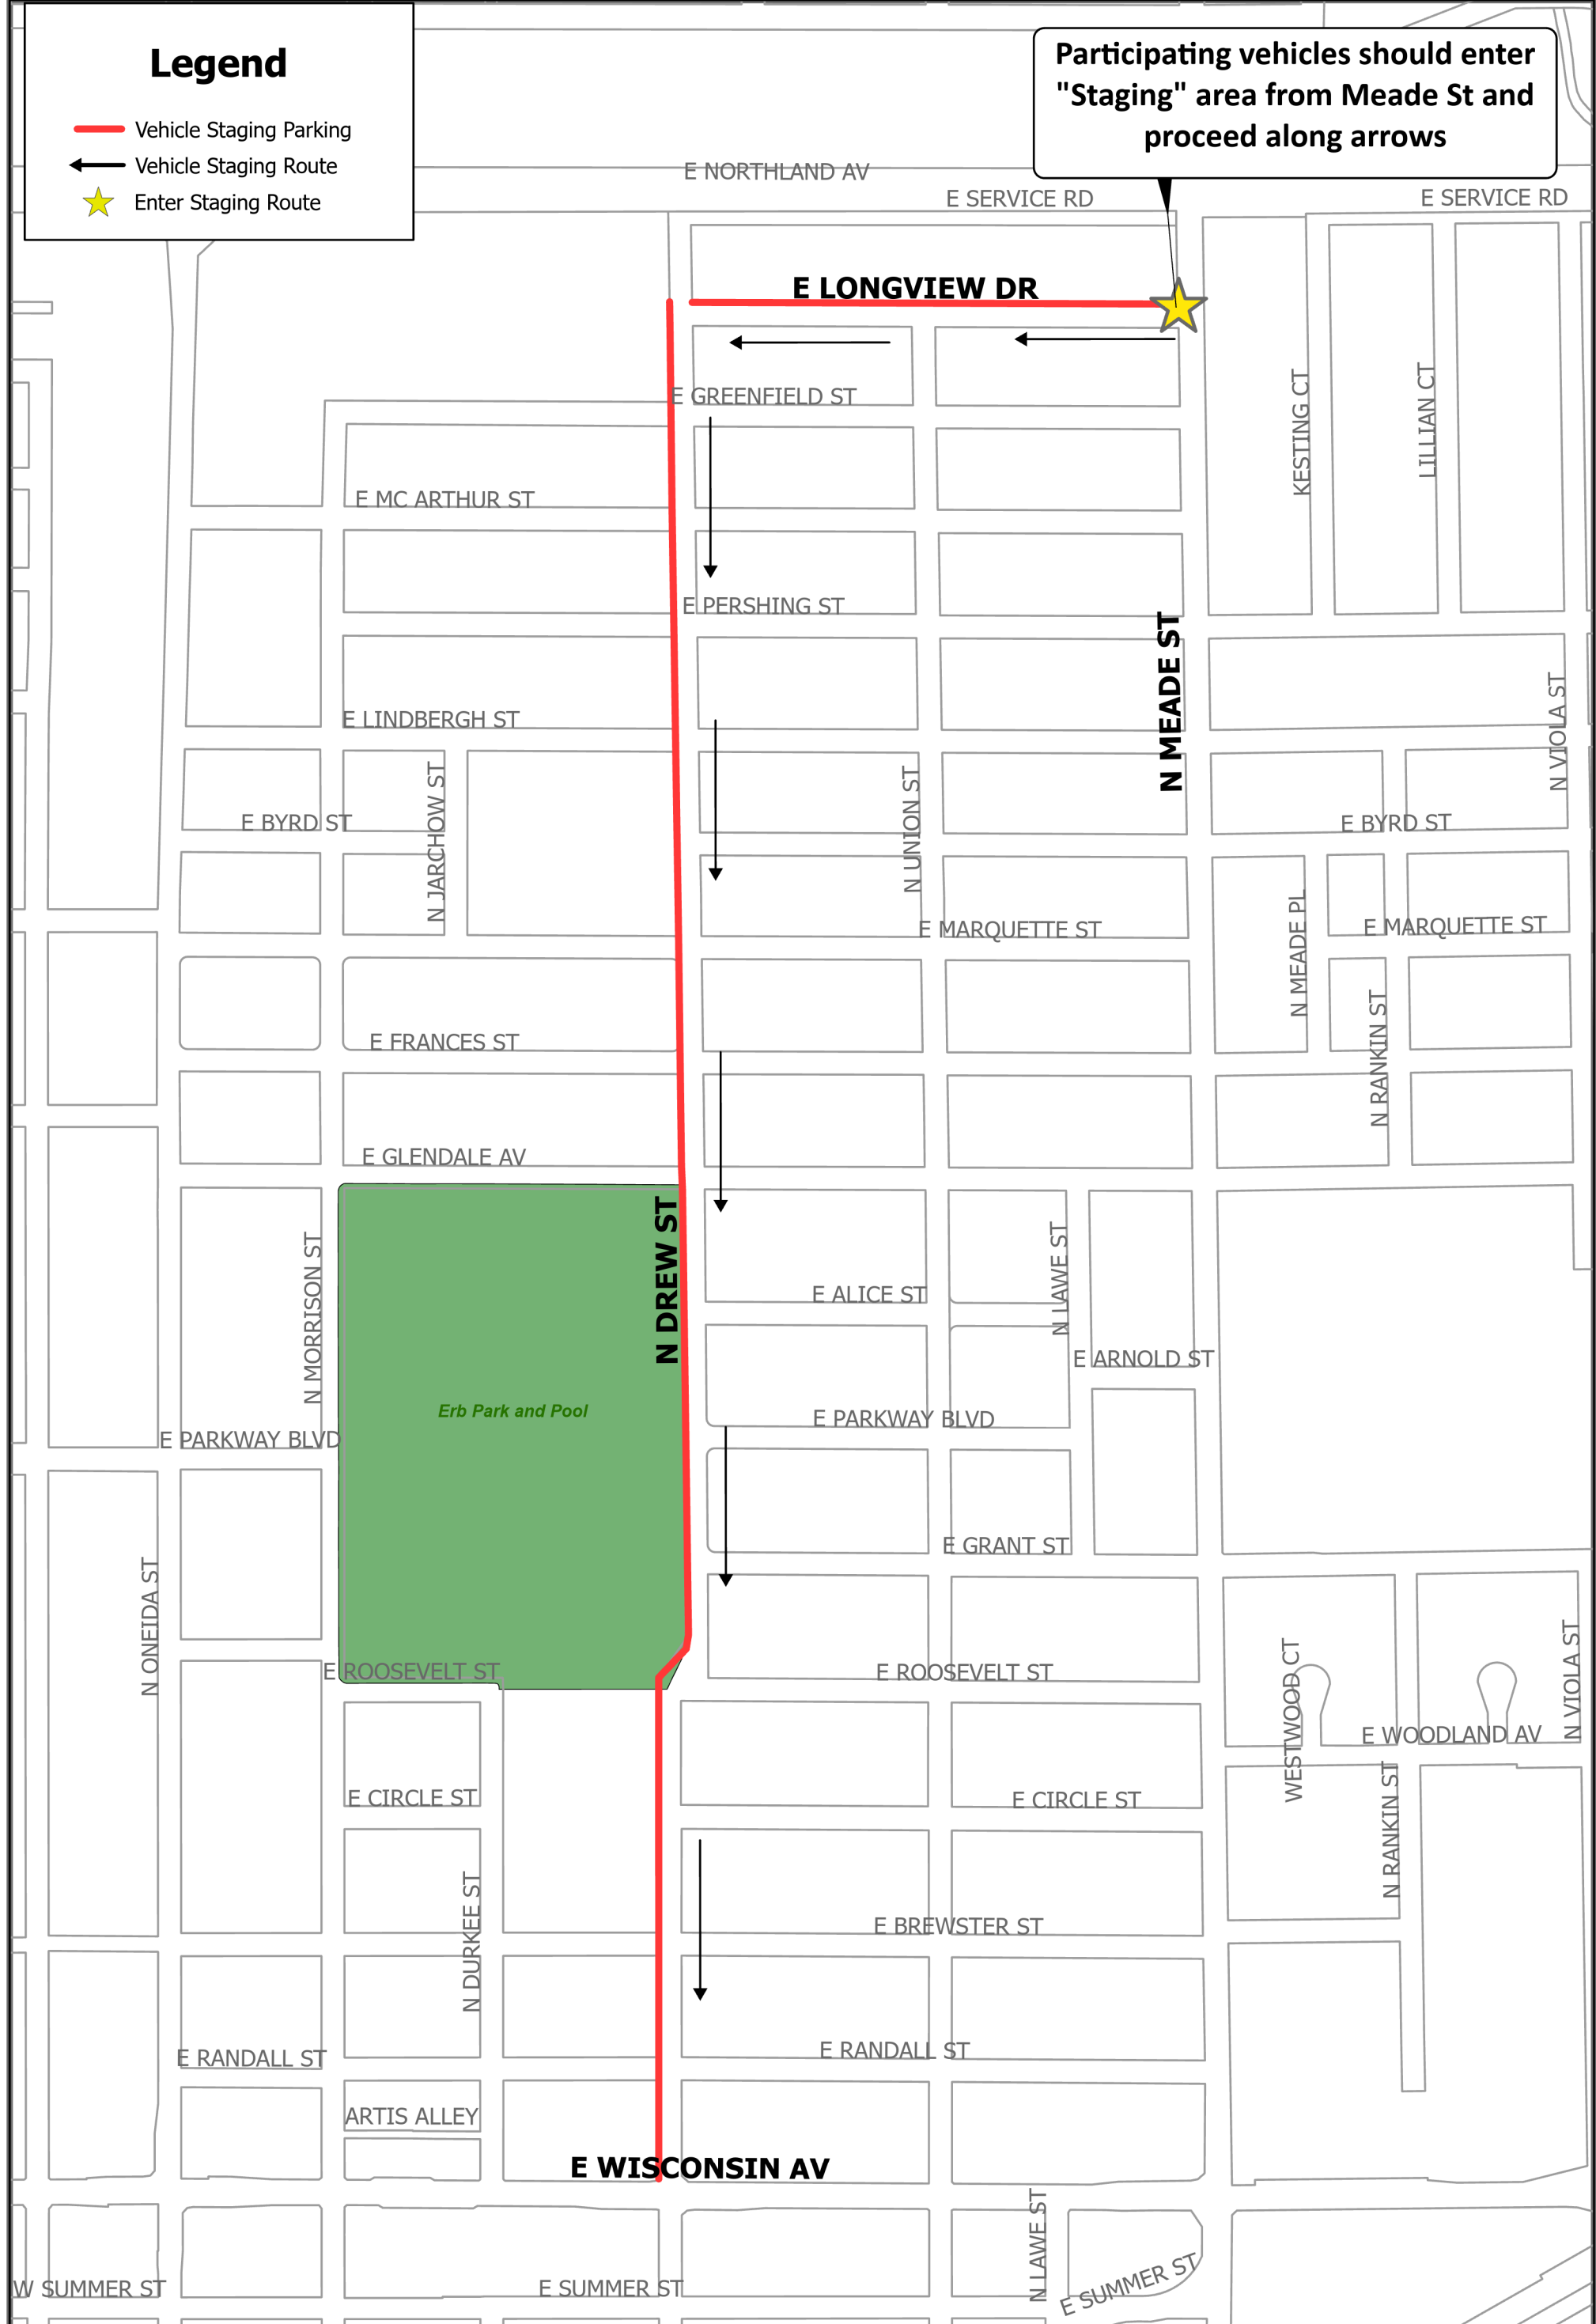 Legend
Vehicle Staging Parking
Vehicle Staging Route
Enter Staging Route
Participating vehicles should enter
"Staging" area from Meade St and
proceed along arrows
E NORTHLAND AV
E SERVICE RD
E SERVICE RD
E LONGVIEW DR
E GREENFIELD ST
KESTING CT
LILLIAN CT
E MC ARTHUR ST
E PERSHING ST
N MEADE ST
E LINDBERGH ST
N VIOLA ST
N JARCHOW ST
N UNION ST
E BYRD ST
E BYRD ST
E MARQUETTE ST
E MARQUETTE ST
N MEADE PL
N RANKIN ST
E FRANCES ST
E GLENDALE AV
N DREW ST
N MORRISON ST
N LAWE ST
E ALICE ST
E ARNOLD ST
Erb Park and Pool
E PARKWAY BLVD
E PARKWAY BLVD
E GRANT ST
N ONEIDA ST
E ROOSEVELT ST
E ROOSEVELT ST
WESTWOOD CT
N VIOLA ST
E WOODLAND AV
E CIRCLE ST
E CIRCLE ST
N RANKIN ST
N DURKEE ST
E BREWSTER ST
E RANDALL ST
E RANDALL ST
ARTIS ALLEY
E WISCONSIN AV
N LAWE ST
W SUMMER ST
E SUMMER ST
E SUMMER ST